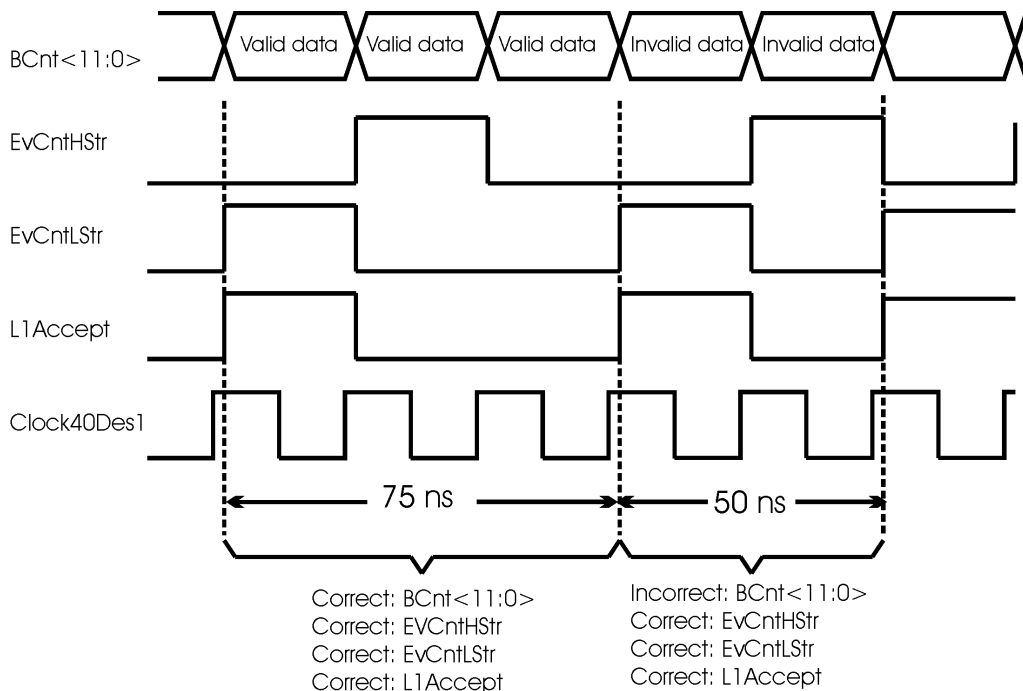 BCnt<11:0>
Valid data Valid data Valid data Invalid data Invalid data
EvCntHStr
EvCntLStr
L1Accept
Clock40Des1
75 ns
50 ns
Correct: BCnt<11:0>
Correct: EVCntHStr
Correct: EvCntLStr
Correct: L1Accept
Incorrect: BCnt<11:0>
Correct: EvCntHStr
Correct: EvCntLStr
Correct: L1Accept